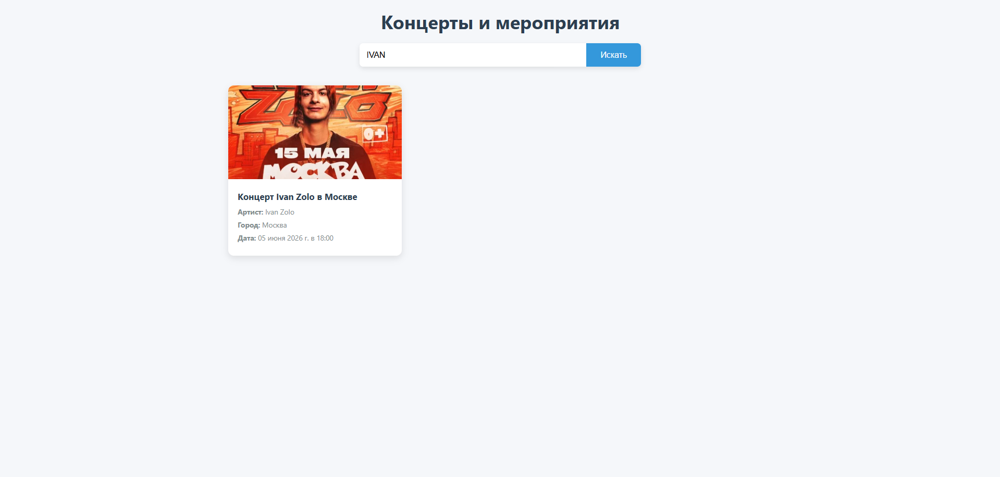 Концерты и мероприятия
IVAN
Искать
ZOLO
0+
15 МАЯ
МОСКВА
Концерт Ivan Zolo в Москве
Артист: Ivan Zolo
Город: Москва
Дата: 05 июня 2026 г. в 18:00